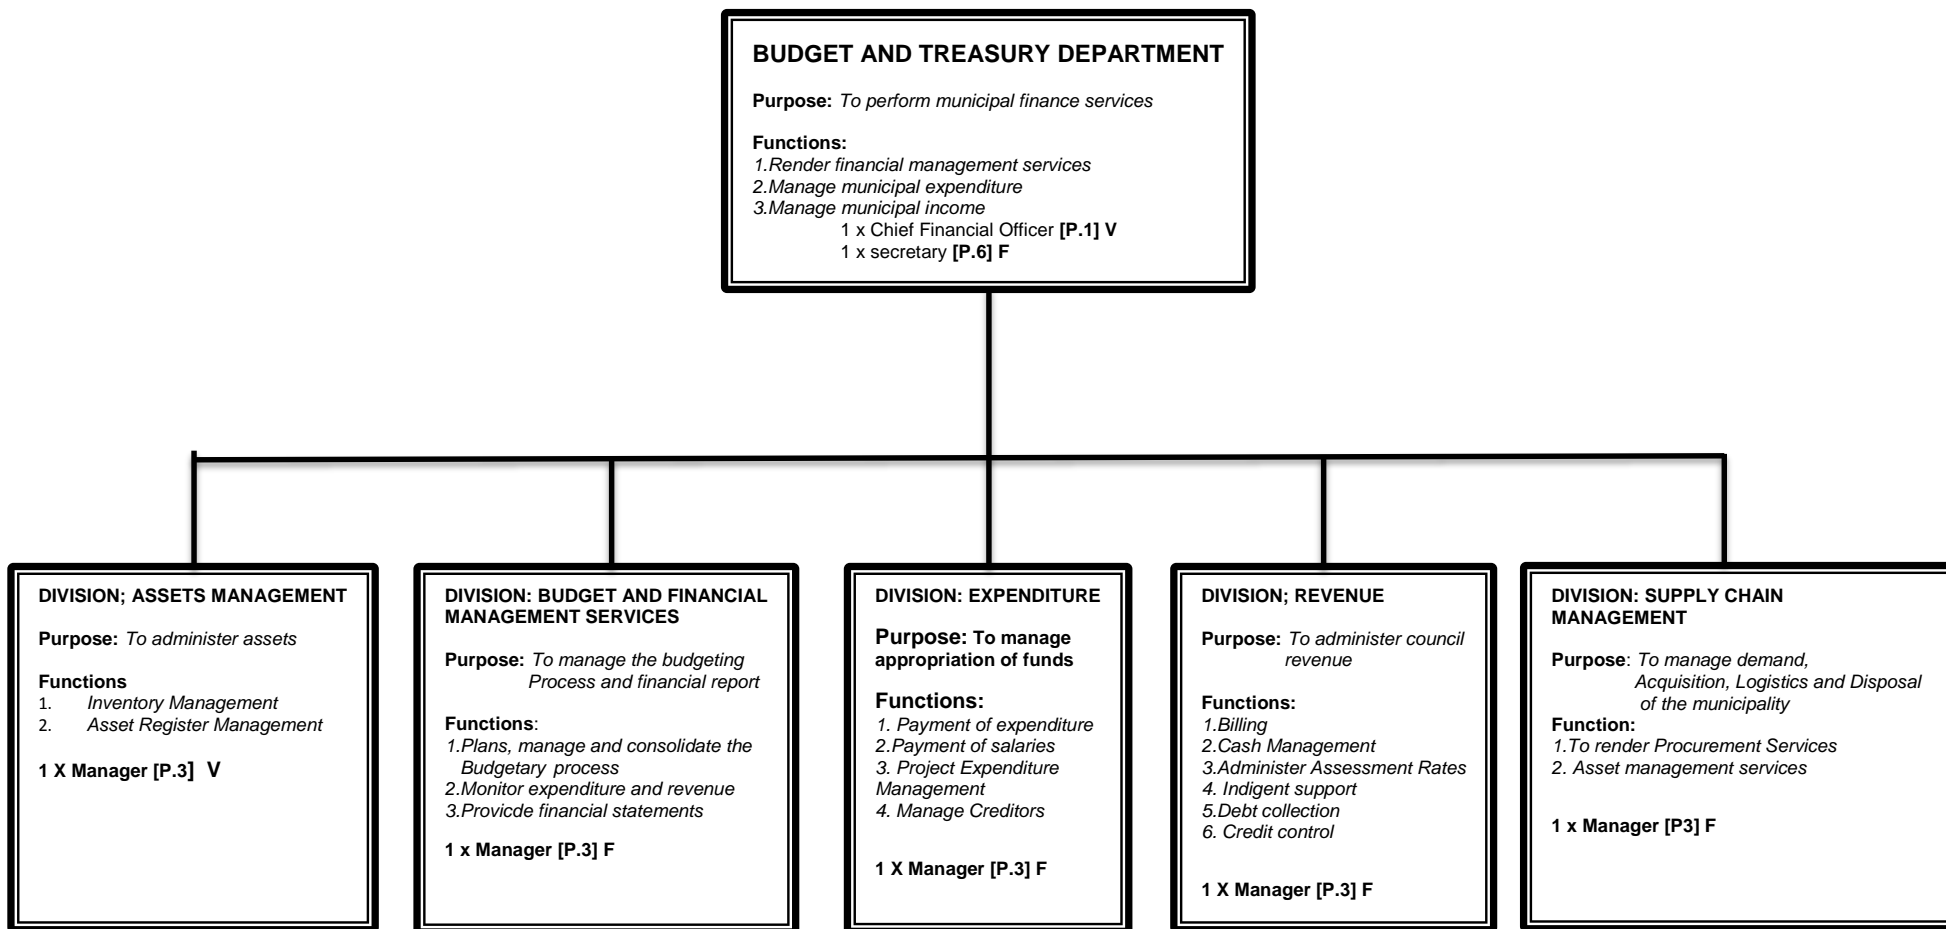 BUDGET AND TREASURY DEPARTMENT
Purpose: To perform municipal finance services
Functions:
1.Render financial management services
2.Manage municipal expenditure
3.Manage municipal income
1 x Chief Financial Officer [P.1] V
1 x secretary [P.6] F
DIVISION; ASSETS MANAGEMENT
Purpose: To administer assets
Functions
1. Inventory Management
2. Asset Register Management
1 X Manager [P.3] V
DIVISION: BUDGET AND FINANCIAL
MANAGEMENT SERVICES
Purpose: To manage the budgeting
Process and financial report
Functions:
1.Plans, manage and consolidate the
Budgetary process
2.Monitor expenditure and revenue
3.Provicde financial statements
1 x Manager [P.3] F
DIVISION: EXPENDITURE
Purpose: To manage
appropriation of funds
Functions:
1. Payment of expenditure
2.Payment of salaries
3. Project Expenditure
Management
4. Manage Creditors
1 X Manager [P.3] F
DIVISION; REVENUE
Purpose: To administer council
revenue
Functions:
1.Billing
2.Cash Management
3.Administer Assessment Rates
4. Indigent support
5.Debt collection
6. Credit control
1 X Manager [P.3] F
DIVISION: SUPPLY CHAIN
MANAGEMENT
Purpose: To manage demand,
Acquisition, Logistics and Disposal
of the municipality
Function:
1.To render Procurement Services
2. Asset management services
1 x Manager [P3] F